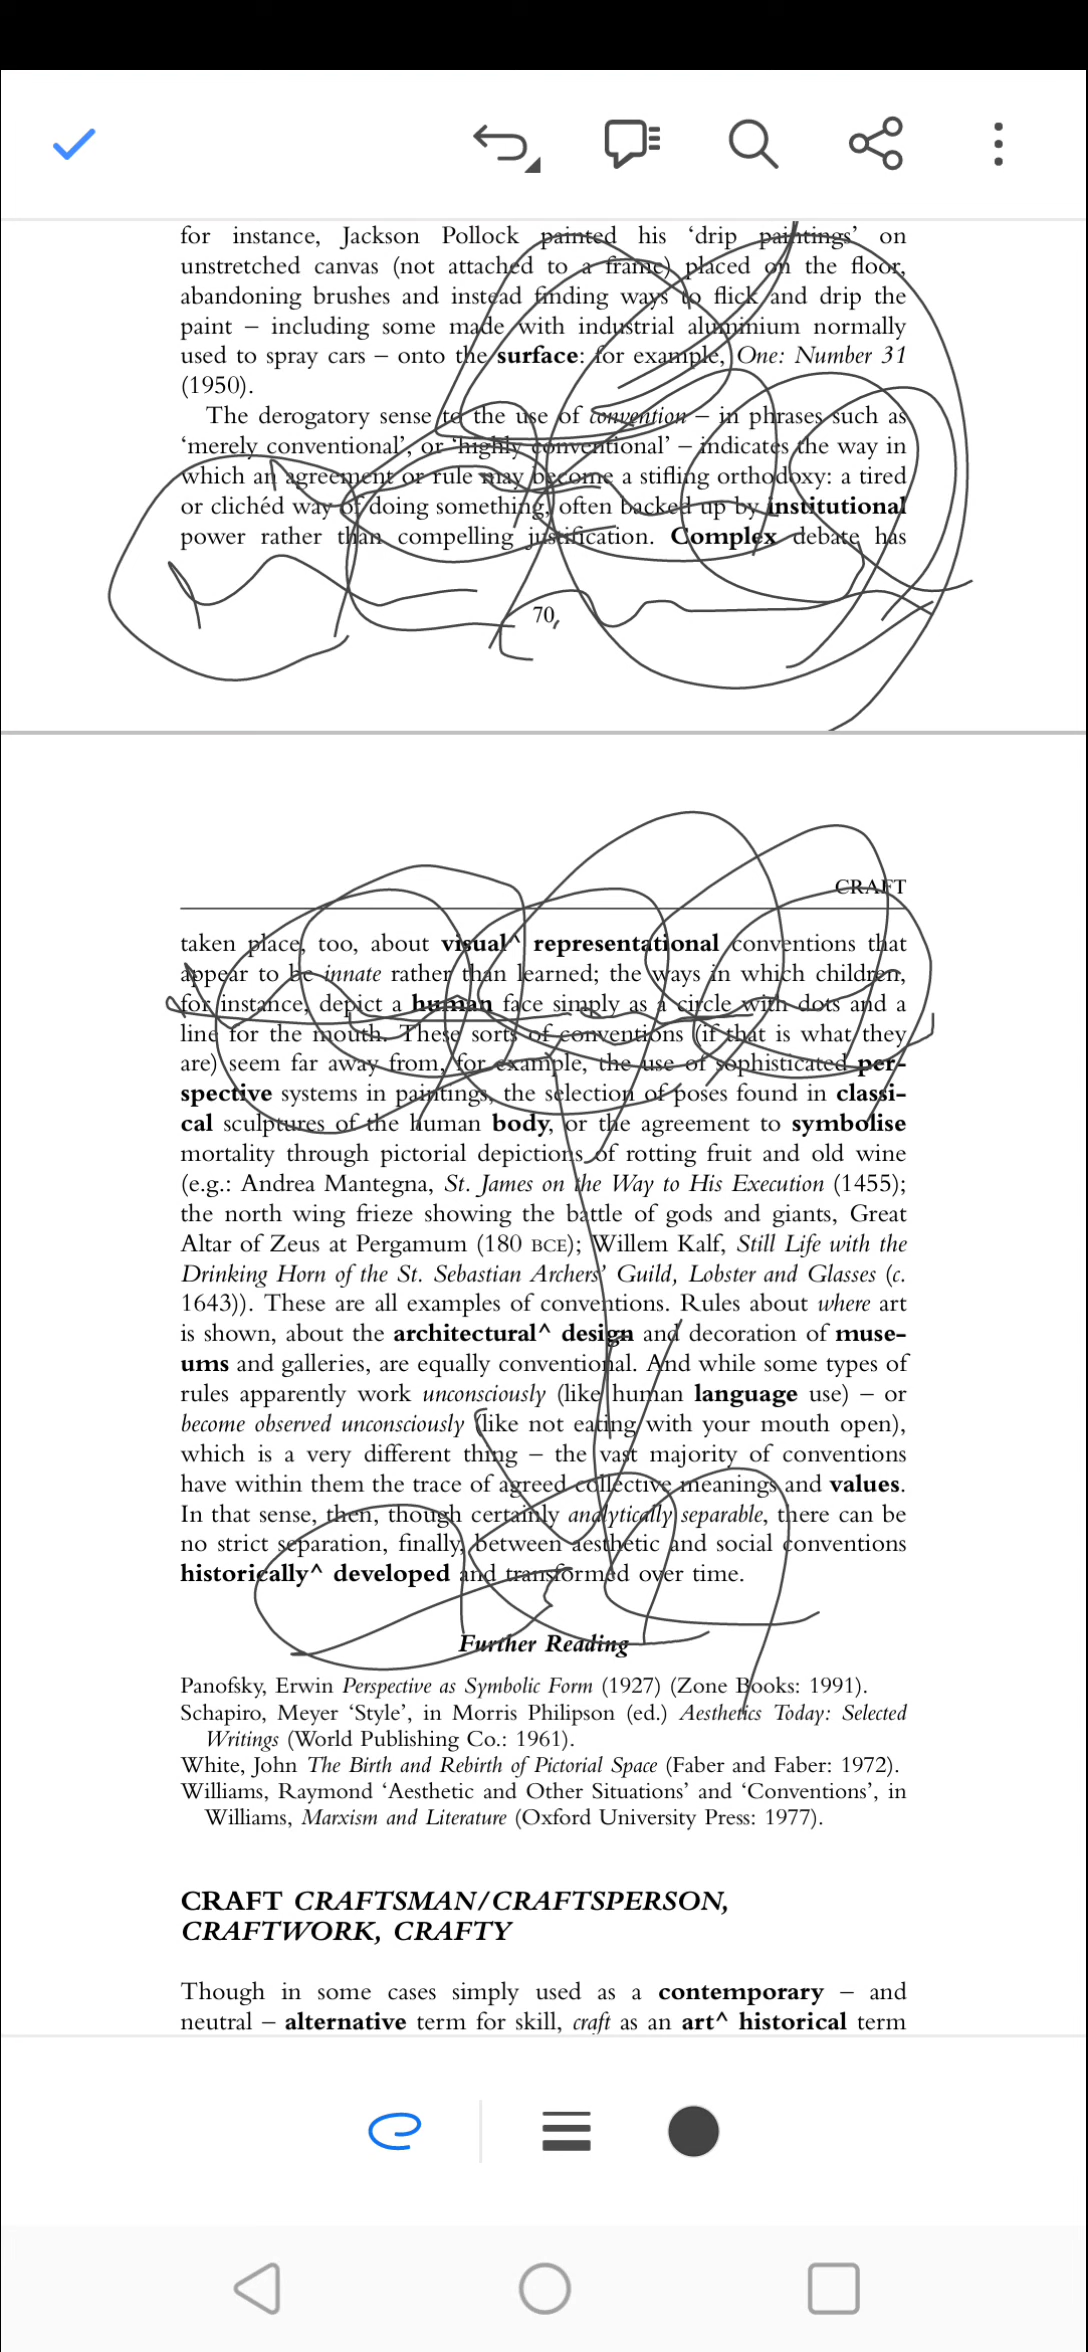 for instance, Jackson Pollock painted his ‘drip paintings’ on
unstretched canvas (not attached to a frame) placed on the floor,
abandoning brushes and instead finding ways to flick and drip the
paint – including some made with industrial aluminium normally
used to spray cars – onto the surface: for example, One: Number 31
(1950).
The derogatory sense to the use of convention – in phrases such as
‘merely conventional’, or ‘highly conventional’ – indicates the way in
which an agreement or rule may become a stifling orthodoxy: a tired
or clichéd way of doing something, often backed up by institutional
power rather than compelling justification. Complex debate has
70,
CRAFT
taken place, too, about visual^ representational conventions that
appear to be innate rather than learned; the ways in which children,
for instance, depict a human face simply as a circle with dots and a
line for the mouth. These sorts of conventions (if that is what they
are) seem far away from, for example, the use of sophisticated per-
spective systems in paintings, the selection of poses found in classi-
cal sculptures of the human body, or the agreement to symbolise
mortality through pictorial depictions of rotting fruit and old wine
(e.g.: Andrea Mantegna, St. James on the Way to His Execution (1455);
the north wing frieze showing the battle of gods and giants, Great
Altar of Zeus at Pergamum (180 BCE); Willem Kalf, Still Life with the
Drinking Horn of the St. Sebastian Archers’ Guild, Lobster and Glasses (c.
1643)). These are all examples of conventions. Rules about where art
is shown, about the architectural^ design and decoration of muse-
ums and galleries, are equally conventional. And while some types of
rules apparently work unconsciously (like human language use) – or
become observed unconsciously (like not eating with your mouth open),
which is a very different thing – the vast majority of conventions
have within them the trace of agreed collective meanings and values.
In that sense, then, though certainly analytically separable, there can be
no strict separation, finally, between aesthetic and social conventions
historically^ developed and transformed over time.
Further Reading
Panofsky, Erwin Perspective as Symbolic Form (1927) (Zone Books: 1991).
Schapiro, Meyer ‘Style’, in Morris Philipson (ed.) Aesthetics Today: Selected
Writings (World Publishing Co.: 1961).
White, John The Birth and Rebirth of Pictorial Space (Faber and Faber: 1972).
Williams, Raymond ‘Aesthetic and Other Situations’ and ‘Conventions’, in
Williams, Marxism and Literature (Oxford University Press: 1977).
CRAFT CRAFTSMAN/CRAFTSPERSON,
CRAFTWORK, CRAFTY
Though in some cases simply used as a contemporary – and
neutral – alternative term for skill, craft as an art^ historical term